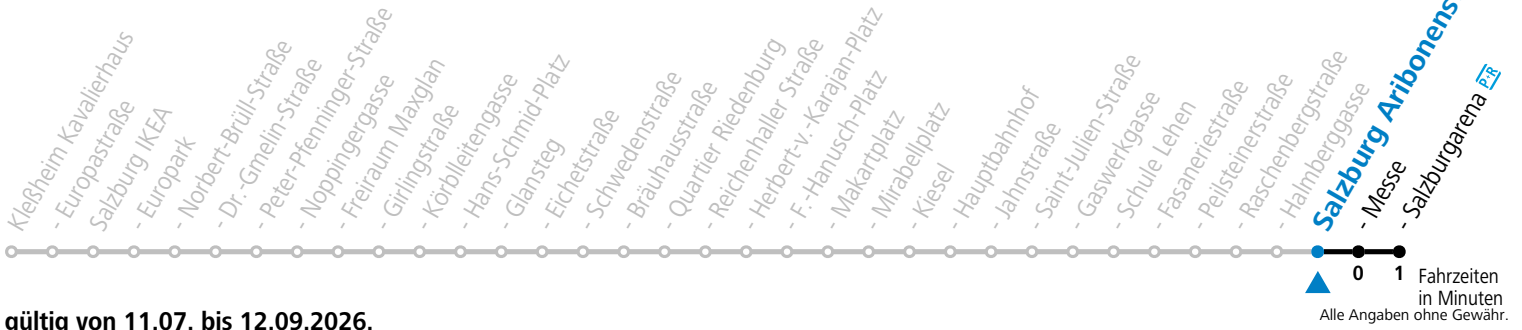 Kleßheim Kavalierhaus
- Europastraße
Salzburg IKEA
- Europark
- Norbert-Brüll-Straße
- Dr.-Gmelin-Straße
- Peter-Pfenninger-Straße
- Noppingergasse
- Freiraum Maxglan
- Girlingstraße
- Körblleitengasse
- Hans-Schmid-Platz
- Glansteg
- Eichetstraße
- Schwedenstraße
Bräuhausstraße
- Quartier Riedenburg
- Reichenhaller Straße
- Herbert-v.-Karajan-Platz
- F.-Hanusch-Platz
- Makartplatz
- Mirabellplatz
- Kiesel
- Hauptbahnhof
- Jahnstraße
- Saint-Julien-Straße
- Gaswerkgasse
- Schule Lehen
- Fasaneriestraße
- Peilsteinerstraße
- Raschenbergstraße
- Halmberggasse
Salzburg Aribonens
- Messe
- Salzburgarena P+R
0 1 Fahrzeiten
in Minuten
Alle Angaben ohne Gewähr.
gültig von 11.07. bis 12.09.2026.